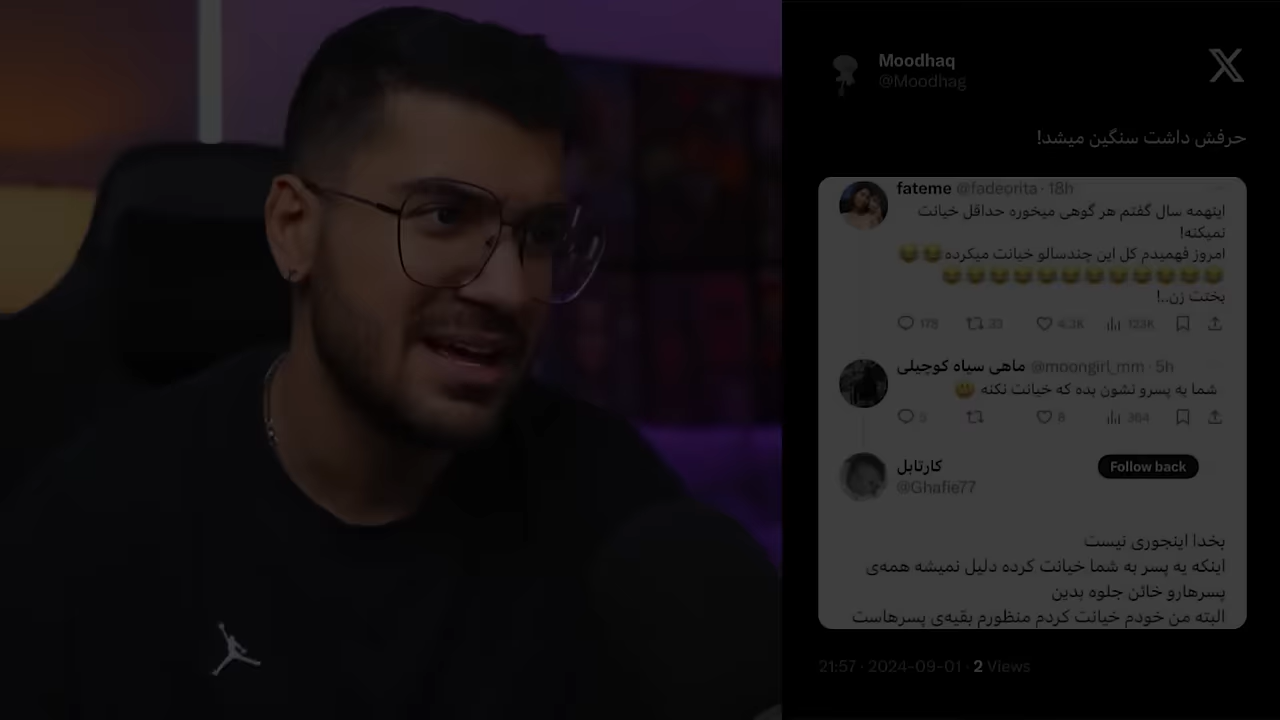 Moodhaq
@Moodhag
حرفش داشت سنگین میشد!
fateme @fadeorita · 18h
اینهمه سال گفتم هر گوهی میخوره حداقل خیانت
نمیکنه!
امروز فهمیدم کل این چندسالو خیانت میکرده😂😂
😂😂😂😂😂😂😂😂😂😂😂😂
بختت زن..!
178 33 4.3K 123K
ماهی سیاه کوچیلی @moongirl_mm · 5h
شما یه پسرو نشون بده که خیانت نکنه
8 364
کارتابل
Follow back
@Ghafie77
بخدا اینجوری نیست
اینکه یه پسر به شما خیانت کرده دلیل نمیشه همه‌ی
پسرهارو خائن جلوه بدین
البته من خودم خیانت کردم منظورم بقیه‌ی پسرهاست
21:57 · 2024-09-01 · 2 Views